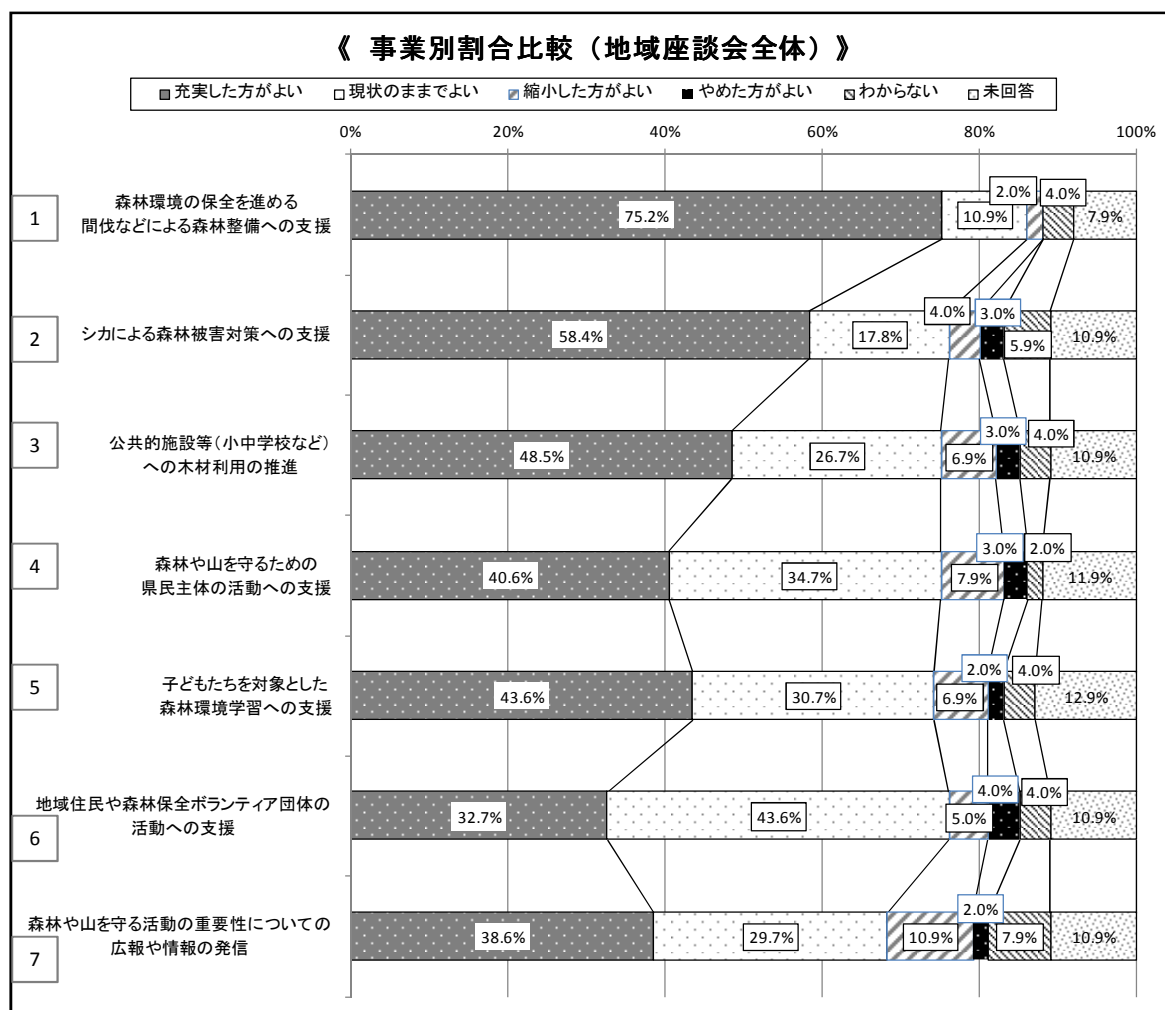 《 事業別割合比較（地域座談会全体）》
充実した方がよい 現状のままでよい 縮小した方がよい やめた方がよい わからない 未回答
0% 20% 40% 60% 80% 100%
1
森林環境の保全を進める
間伐などによる森林整備への支援
75.2% 10.9% 2.0% 4.0% 7.9%
2
シカによる森林被害対策への支援
58.4% 17.8% 4.0% 3.0% 5.9% 10.9%
3
公共的施設等（小中学校など）
への木材利用の推進
48.5% 26.7% 6.9% 3.0% 4.0% 10.9%
4
森林や山を守るための
県民主体の活動への支援
40.6% 34.7% 7.9% 3.0% 2.0% 11.9%
5
子どもたちを対象とした
森林環境学習への支援
43.6% 30.7% 6.9% 2.0% 4.0% 12.9%
6
地域住民や森林保全ボランティア団体の
活動への支援
32.7% 43.6% 5.0% 4.0% 4.0% 10.9%
7
森林や山を守る活動の重要性についての
広報や情報の発信
38.6% 29.7% 10.9% 2.0% 7.9% 10.9%